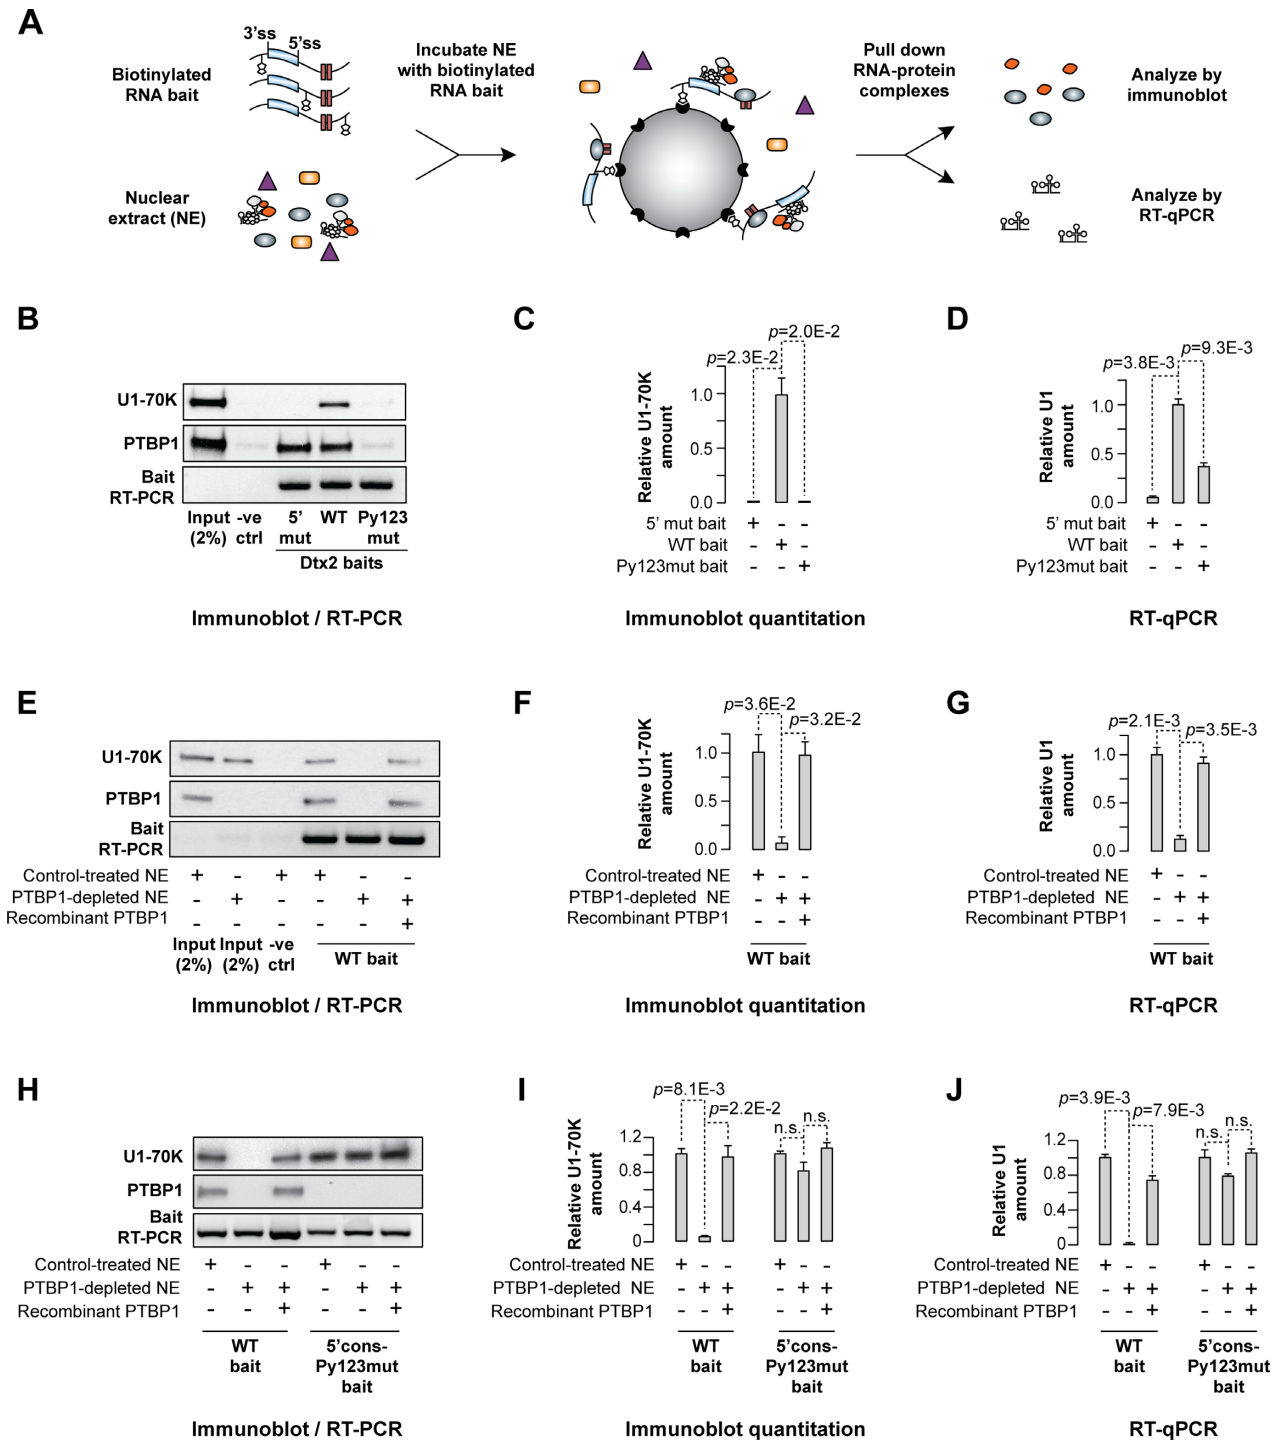 A
3'ss
5'ss
Biotinylated
RNA bait
Nuclear
extract (NE)
Incubate NE
with biotinylated
RNA bait
Pull down
RNA-protein
complexes
Analyze by
immunoblot
Analyze by
RT-qPCR
B
U1-70K
PTBP1
Bait
RT-PCR
Input
(2%)
-ve
ctrl
5'
mut
WT
Py123
mut
Dtx2 baits
Immunoblot / RT-PCR
C
p=2.0E-2
p=2.3E-2
Relative U1-70K
amount
1.0
0.5
0.0
5' mut bait + - -
WT bait - + -
Py123mut bait - - +
Immunoblot quantitation
D
p=9.3E-3
p=3.8E-3
Relative U1
amount
1.0
0.5
0.0
5' mut bait + - -
WT bait - + -
Py123mut bait - - +
RT-qPCR
E
U1-70K
PTBP1
Bait
RT-PCR
Control-treated NE + - + + - -
PTBP1-depleted NE - + - - + +
Recombinant PTBP1 - - - - - +
Input
(2%)
Input
(2%)
-ve
ctrl
WT bait
Immunoblot / RT-PCR
F
p=3.6E-2
p=3.2E-2
Relative U1-70K
amount
1.0
0.5
0.0
Control-treated NE + - -
PTBP1-depleted NE - + +
Recombinant PTBP1 - - +
WT bait
Immunoblot quantitation
G
p=2.1E-3
p=3.5E-3
Relative U1
amount
1.0
0.5
0.0
Control-treated NE + - -
PTBP1-depleted NE - + +
Recombinant PTBP1 - - +
WT bait
RT-qPCR
H
U1-70K
PTBP1
Bait
RT-PCR
Control-treated NE + - - + - -
PTBP1-depleted NE - + + - + +
Recombinant PTBP1 - - + - - +
WT
bait
5'cons-
Py123mut
bait
Immunoblot / RT-PCR
I
p=8.1E-3
p=2.2E-2
n.s.
n.s.
Relative U1-70K
amount
1.2
0.8
0.4
0
Control-treated NE + - - + - -
PTBP1-depleted NE - + + - + +
Recombinant PTBP1 - - + - - +
WT
bait
5'cons-
Py123mut
bait
Immunoblot quantitation
J
p=3.9E-3
p=7.9E-3
n.s.
n.s.
Relative U1
amount
1.2
0.8
0.4
0
Control-treated NE + - - + - -
PTBP1-depleted NE - + + - + +
Recombinant PTBP1 - - + - - +
WT
bait
5'cons-
Py123mut
bait
RT-qPCR